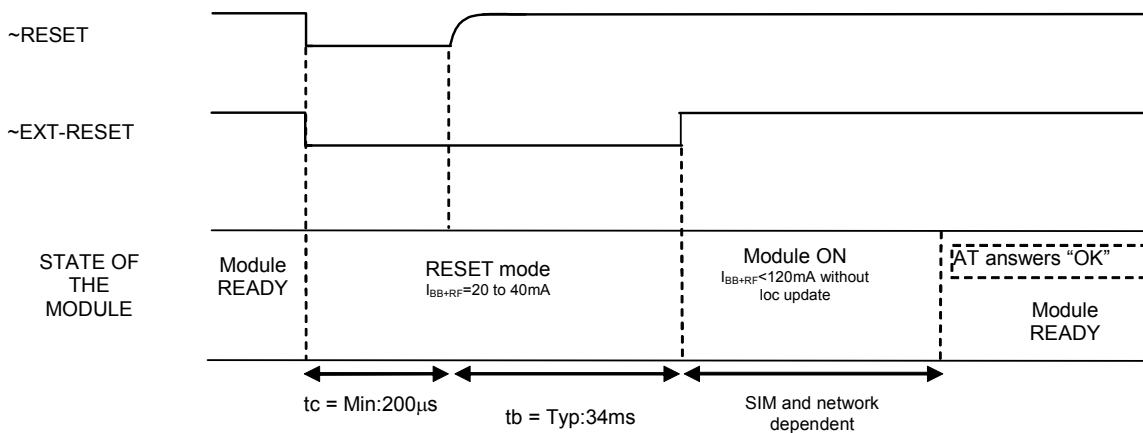 ~RESET
~EXT-RESET
STATE OF
THE
MODULE
Module
READY
RESET mode
IBB+RF=20 to 40mA
Module ON
IBB+RF<120mA without
loc update
AT answers “OK”
Module
READY
tc = Min:200μs
tb = Typ:34ms
SIM and network
dependent